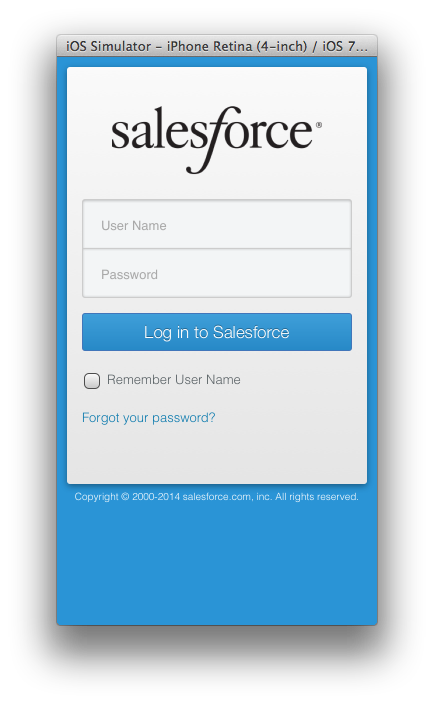 iOS Simulator – iPhone Retina (4-inch) / iOS 7...
salesforce®
User Name
Password
Log in to Salesforce
Remember User Name
Forgot your password?
Copyright © 2000-2014 salesforce.com, inc. All rights reserved.